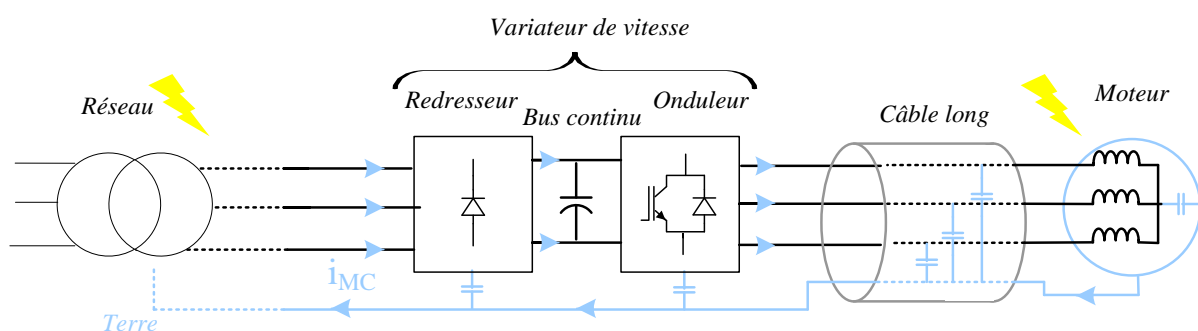 Variateur de vitesse
Réseau
Redresseur
Bus continu
Onduleur
Câble long
Moteur
iMC
Terre